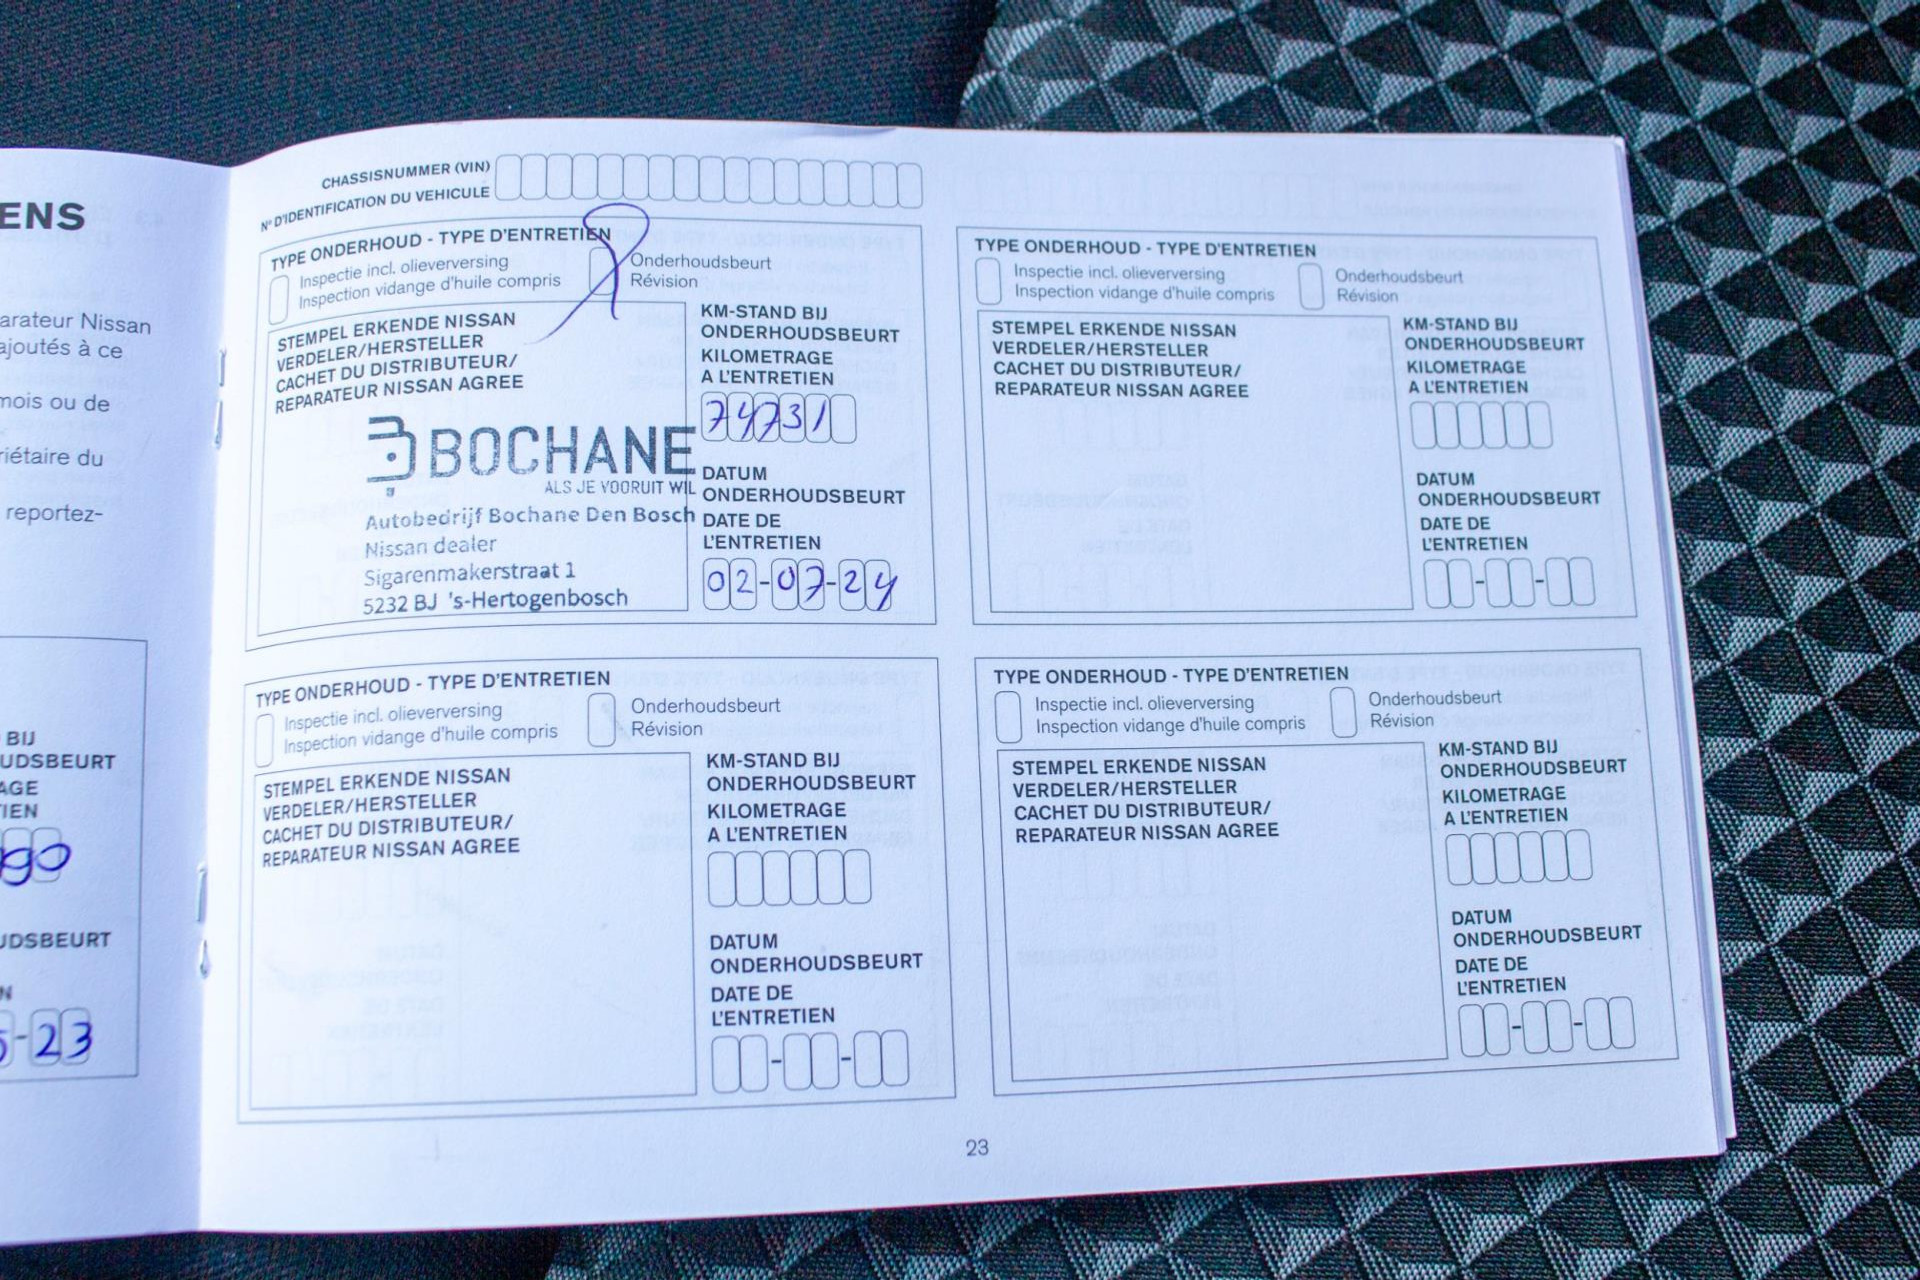 ENS
arateur Nissan
ajoutés à ce
mois ou de
riétaire du
reportez-
BIJ
UDSBEURT
AGE
TIEN
90
UDSBEURT
N
5-23
CHASSISNUMMER (VIN)
N° D'IDENTIFICATION DU VEHICULE
TYPE ONDERHOUD - TYPE D'ENTRETIEN
Inspectie incl. olieverversing
Inspection vidange d'huile compris
Onderhoudsbeurt
Révision
STEMPEL ERKENDE NISSAN
VERDELER/HERSTELLER
CACHET DU DISTRIBUTEUR/
REPARATEUR NISSAN AGREE
BOCHANE
ALS JE VOORUIT WIL
Autobedrijf Bochane Den Bosch
Nissan dealer
Sigarenmakerstraat 1
5232 BJ 's-Hertogenbosch
KM-STAND BIJ
ONDERHOUDSBEURT
KILOMETRAGE
A L'ENTRETIEN
74731
DATUM
ONDERHOUDSBEURT
DATE DE
L'ENTRETIEN
02-07-24
TYPE ONDERHOUD - TYPE D'ENTRETIEN
Inspectie incl. olieverversing
Inspection vidange d'huile compris
Onderhoudsbeurt
Révision
STEMPEL ERKENDE NISSAN
VERDELER/HERSTELLER
CACHET DU DISTRIBUTEUR/
REPARATEUR NISSAN AGREE
KM-STAND BIJ
ONDERHOUDSBEURT
KILOMETRAGE
A L'ENTRETIEN
DATUM
ONDERHOUDSBEURT
DATE DE
L'ENTRETIEN
TYPE ONDERHOUD - TYPE D'ENTRETIEN
Inspectie incl. olieverversing
Inspection vidange d'huile compris
Onderhoudsbeurt
Révision
STEMPEL ERKENDE NISSAN
VERDELER/HERSTELLER
CACHET DU DISTRIBUTEUR/
REPARATEUR NISSAN AGREE
KM-STAND BIJ
ONDERHOUDSBEURT
KILOMETRAGE
A L'ENTRETIEN
DATUM
ONDERHOUDSBEURT
DATE DE
L'ENTRETIEN
TYPE ONDERHOUD - TYPE D'ENTRETIEN
Inspectie incl. olieverversing
Inspection vidange d'huile compris
Onderhoudsbeurt
Révision
STEMPEL ERKENDE NISSAN
VERDELER/HERSTELLER
CACHET DU DISTRIBUTEUR/
REPARATEUR NISSAN AGREE
KM-STAND BIJ
ONDERHOUDSBEURT
KILOMETRAGE
A L'ENTRETIEN
DATUM
ONDERHOUDSBEURT
DATE DE
L'ENTRETIEN
23